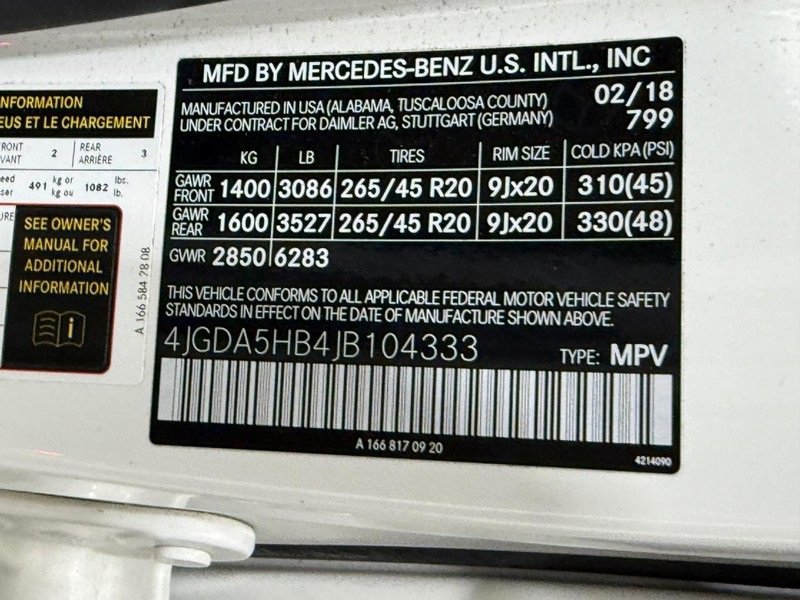 NFORMATION
EUS ET LE CHARGEMENT
FRONT
VANT 2 REAR
ARRIÈRE 3
491 kg or
kg ou 1082 lbs.
lb.
SEE OWNER'S
MANUAL FOR
ADDITIONAL
INFORMATION
i
A 166 584 28 08
MFD BY MERCEDES-BENZ U.S. INTL., INC
MANUFACTURED IN USA (ALABAMA, TUSCALOOSA COUNTY) 02/18
UNDER CONTRACT FOR DAIMLER AG, STUTTGART (GERMANY) 799
KG LB TIRES RIM SIZE COLD KPA (PSI)
GAWR
FRONT 1400 3086 265/45 R20 9Jx20 310(45)
GAWR
REAR 1600 3527 265/45 R20 9Jx20 330(48)
GVWR 2850 6283
THIS VEHICLE CONFORMS TO ALL APPLICABLE FEDERAL MOTOR VEHICLE SAFETY
STANDARDS IN EFFECT ON THE DATE OF MANUFACTURE SHOWN ABOVE.
4JGDA5HB4JB104333 TYPE: MPV
A 166 817 09 20
4214090